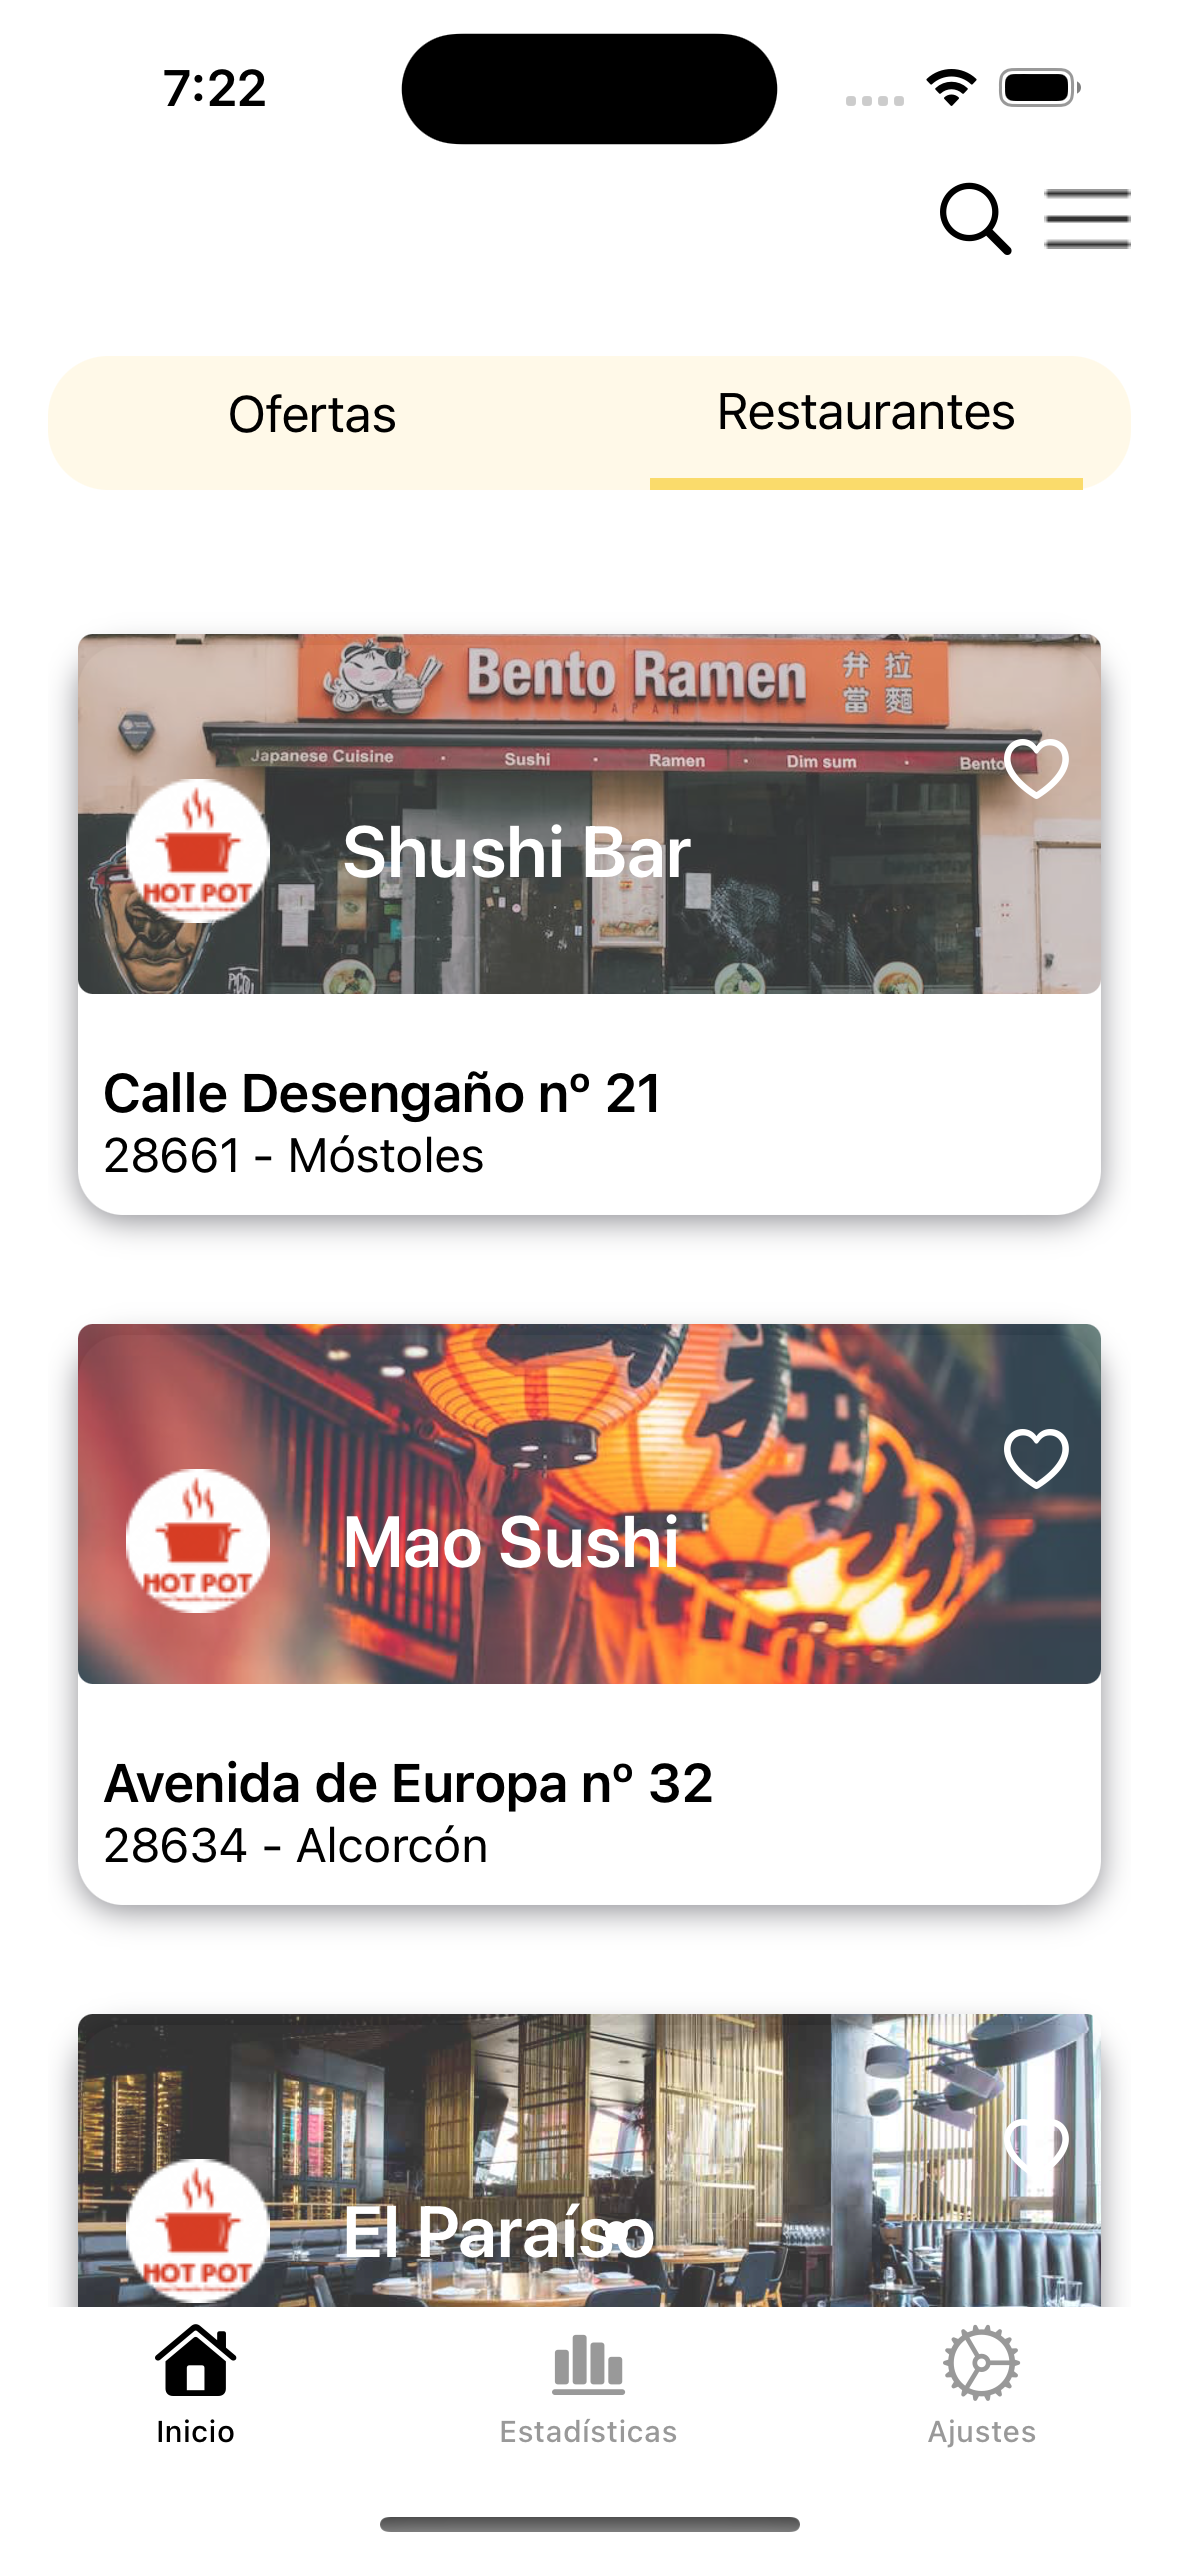 7:22
Ofertas
Restaurantes
Bento Ramen
弁拉
當麵
JAPAN
Japanese Cuisine · Sushi · Ramen · Dim sum · Bento
HOT POT
Shushi Bar
Calle Desengaño nº 21
28661 - Móstoles
HOT POT
Mao Sushi
Avenida de Europa nº 32
28634 - Alcorcón
HOT POT
El Paraíso
Inicio
Estadísticas
Ajustes